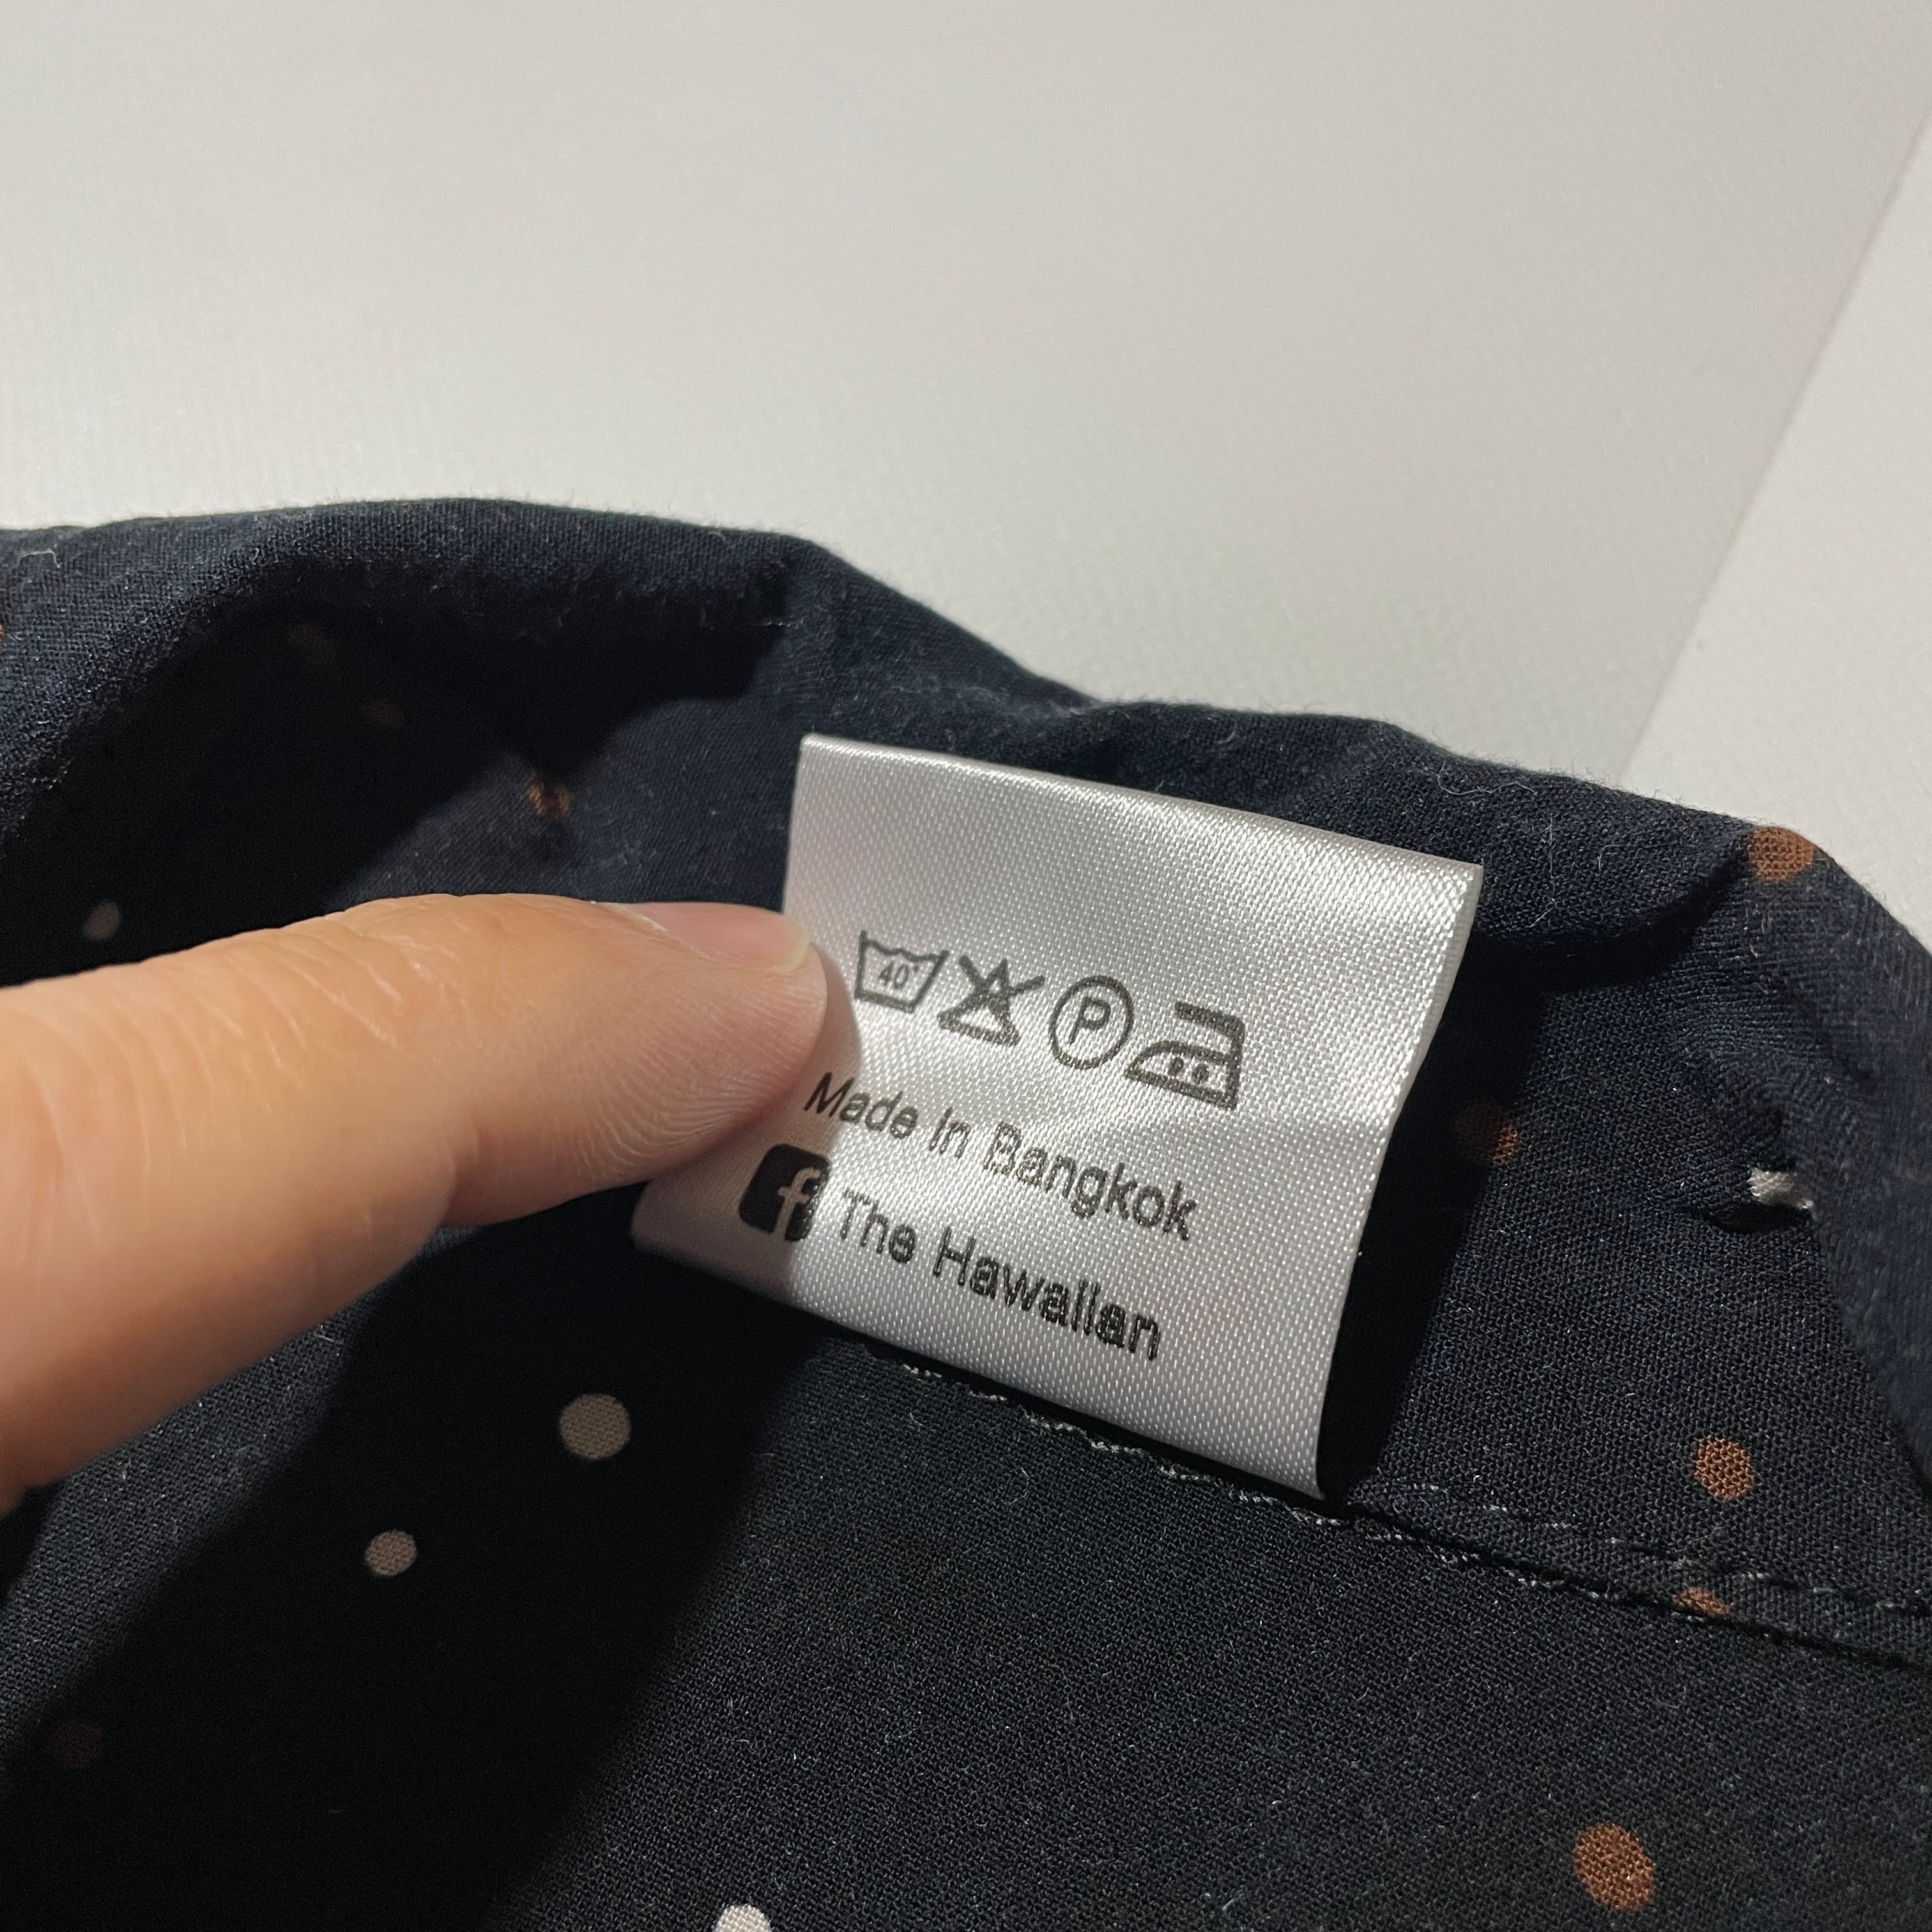 40° P
Made In Bangkok
f The Hawaiian